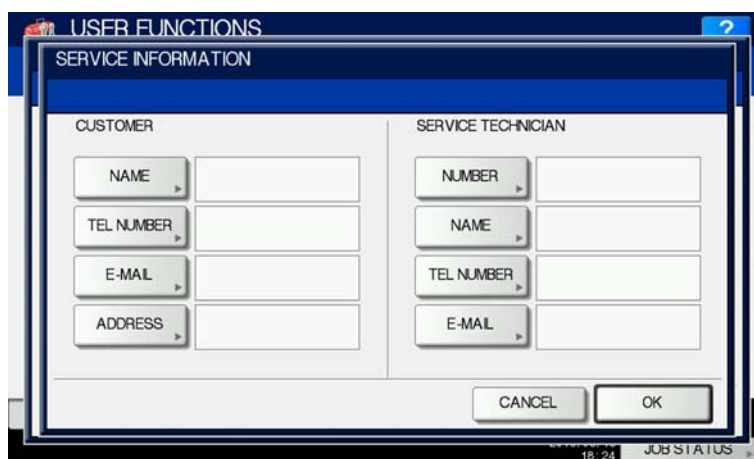 USER FUNCTIONS
?
SERVICE INFORMATION
CUSTOMER
NAME
TEL NUMBER
E-MAIL
ADDRESS
SERVICE TECHNICIAN
NUMBER
NAME
TEL NUMBER
E-MAIL
CANCEL
OK
18:24
JOB STATUS